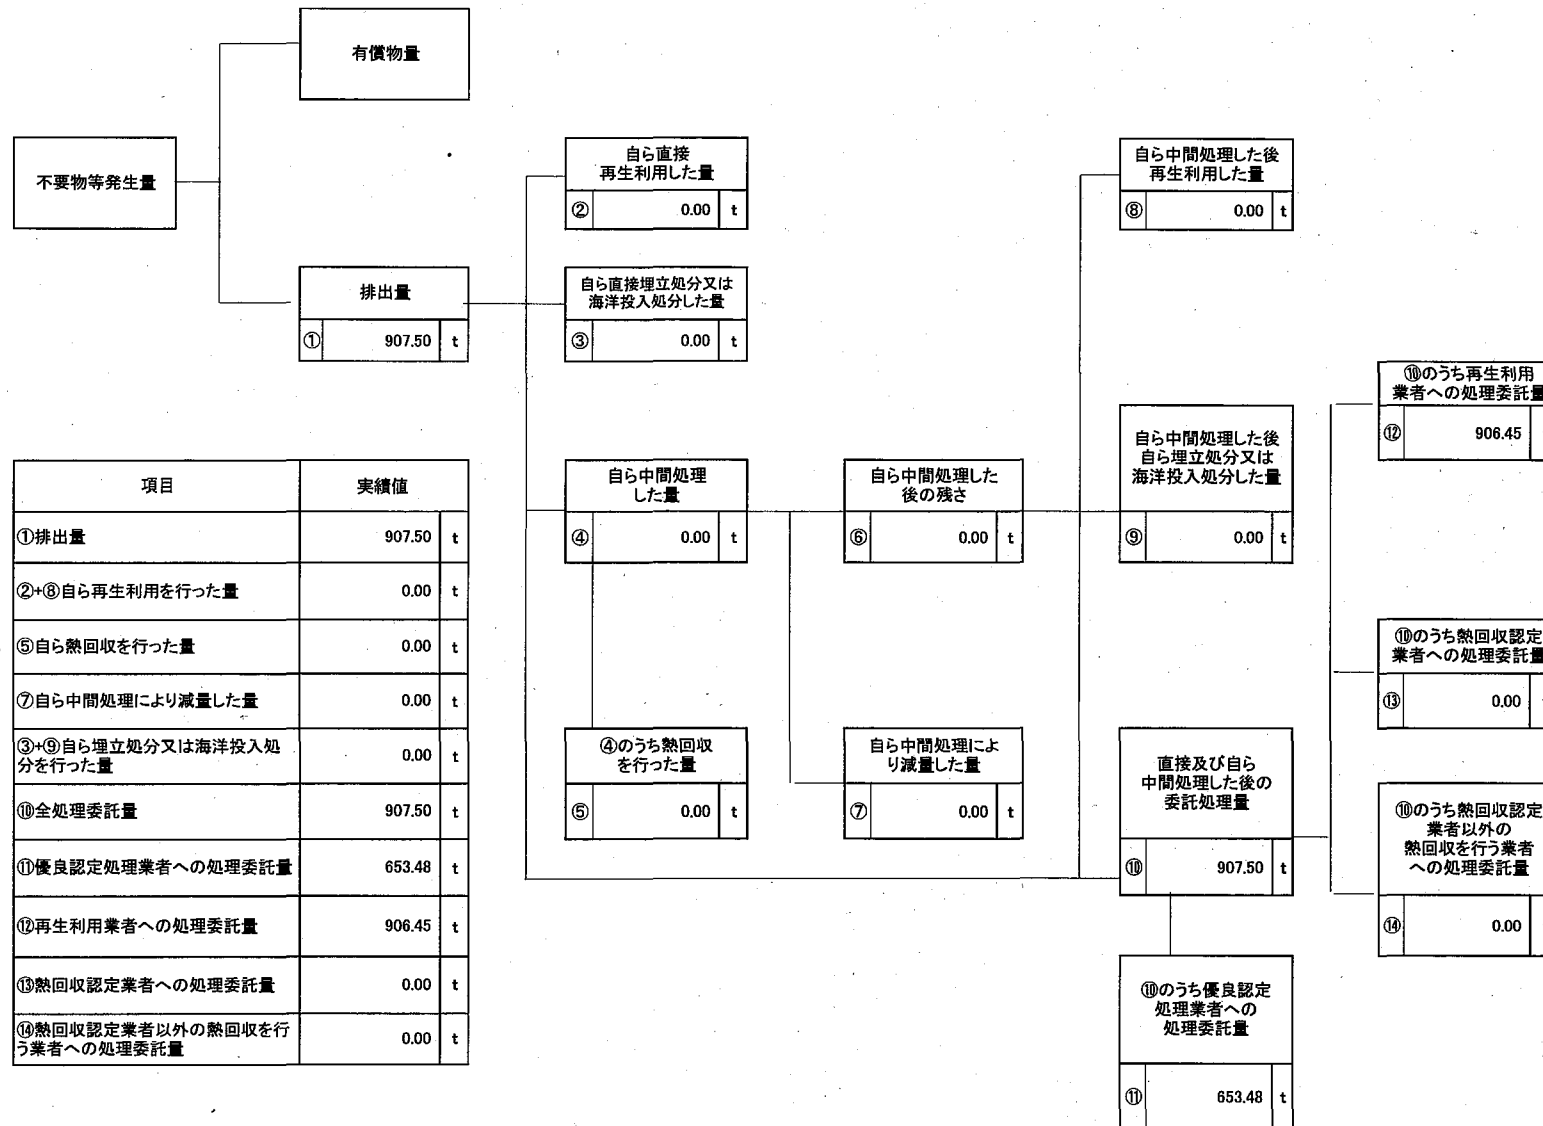 有償物量
不要物等発生量
排出量
① 907.50 t
自ら直接
再生利用した量
② 0.00 t
自ら直接埋立処分又は
海洋投入処分した量
③ 0.00 t
自ら中間処理
した量
④ 0.00 t
④のうち熱回収
を行った量
⑤ 0.00 t
自ら中間処理した
後の残さ
⑥ 0.00 t
自ら中間処理によ
り減量した量
⑦ 0.00 t
自ら中間処理した後
再生利用した量
⑧ 0.00 t
自ら中間処理した後
自ら埋立処分又は
海洋投入処分した量
⑨ 0.00 t
直接及び自ら
中間処理した後の
委託処理量
⑩ 907.50 t
⑩のうち優良認定
処理業者への
処理委託量
⑪ 653.48 t
⑩のうち再生利用
業者への処理委託量
⑫ 906.45
⑩のうち熱回収認定
業者への処理委託量
⑬ 0.00
⑩のうち熱回収認定
業者以外の
熱回収を行う業者
への処理委託量
⑭ 0.00
項目 実績値
①排出量 907.50 t
②+⑧自ら再生利用を行った量 0.00 t
⑤自ら熱回収を行った量 0.00 t
⑦自ら中間処理により減量した量 0.00 t
③+⑨自ら埋立処分又は海洋投入処
分を行った量 0.00 t
⑩全処理委託量 907.50 t
⑪優良認定処理業者への処理委託量 653.48 t
⑫再生利用業者への処理委託量 906.45 t
⑬熱回収認定業者への処理委託量 0.00 t
⑭熱回収認定業者以外の熱回収を行
う業者への処理委託量 0.00 t